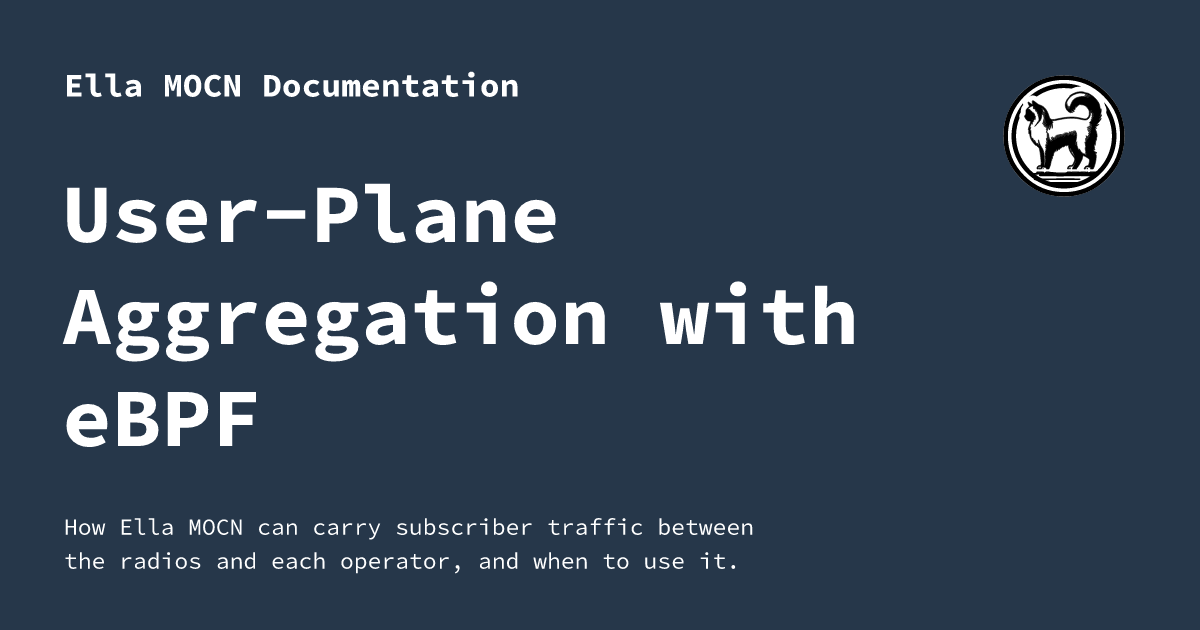 Ella MOCN Documentation
User-Plane
Aggregation with
eBPF
How Ella MOCN can carry subscriber traffic between
the radios and each operator, and when to use it.